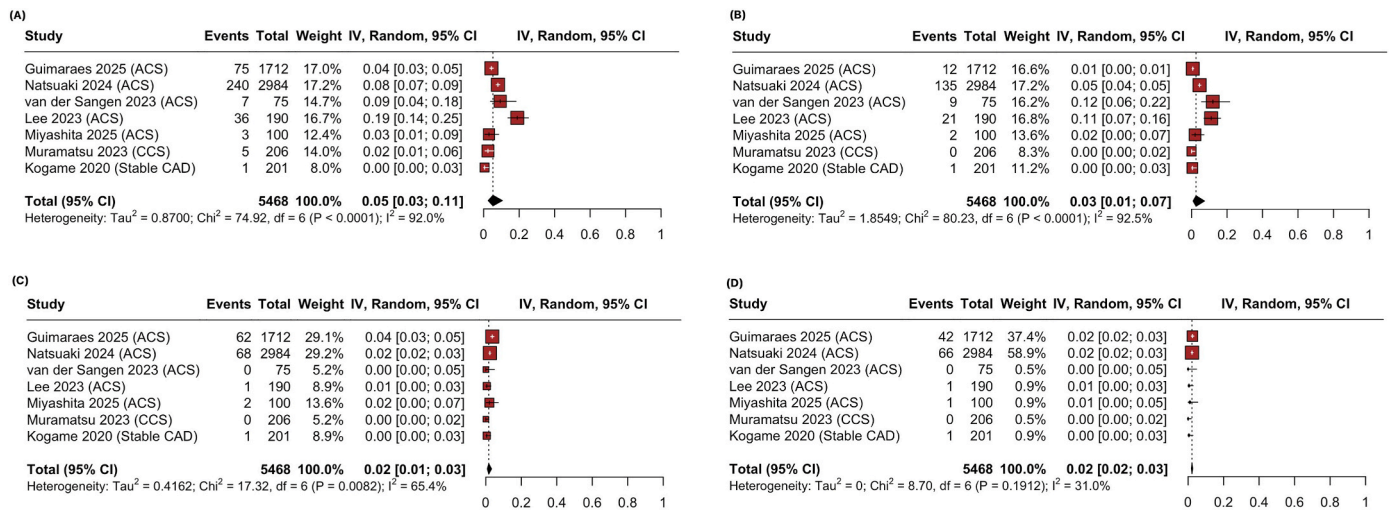 (A)
Study Events Total Weight IV, Random, 95% CI IV, Random, 95% CI
Guimaraes 2025 (ACS) 75 1712 17.0% 0.04 [0.03; 0.05]
Natsuaki 2024 (ACS) 240 2984 17.2% 0.08 [0.07; 0.09]
van der Sangen 2023 (ACS) 7 75 14.7% 0.09 [0.04; 0.18]
Lee 2023 (ACS) 36 190 16.7% 0.19 [0.14; 0.25]
Miyashita 2025 (ACS) 3 100 12.4% 0.03 [0.01; 0.09]
Muramatsu 2023 (CCS) 5 206 14.0% 0.02 [0.01; 0.06]
Kogame 2020 (Stable CAD) 1 201 8.0% 0.00 [0.00; 0.03]
Total (95% CI) 5468 100.0% 0.05 [0.03; 0.11]
Heterogeneity: Tau² = 0.8700; Chi² = 74.92, df = 6 (P < 0.0001); I² = 92.0%
0 0.2 0.4 0.6 0.8 1
(B)
Study Events Total Weight IV, Random, 95% CI IV, Random, 95% CI
Guimaraes 2025 (ACS) 12 1712 16.6% 0.01 [0.00; 0.01]
Natsuaki 2024 (ACS) 135 2984 17.2% 0.05 [0.04; 0.05]
van der Sangen 2023 (ACS) 9 75 16.2% 0.12 [0.06; 0.22]
Lee 2023 (ACS) 21 190 16.8% 0.11 [0.07; 0.16]
Miyashita 2025 (ACS) 2 100 13.6% 0.02 [0.00; 0.07]
Muramatsu 2023 (CCS) 0 206 8.3% 0.00 [0.00; 0.02]
Kogame 2020 (Stable CAD) 1 201 11.2% 0.00 [0.00; 0.03]
Total (95% CI) 5468 100.0% 0.03 [0.01; 0.07]
Heterogeneity: Tau² = 1.8549; Chi² = 80.23, df = 6 (P < 0.0001); I² = 92.5%
0 0.2 0.4 0.6 0.8 1
(C)
Study Events Total Weight IV, Random, 95% CI IV, Random, 95% CI
Guimaraes 2025 (ACS) 62 1712 29.1% 0.04 [0.03; 0.05]
Natsuaki 2024 (ACS) 68 2984 29.2% 0.02 [0.02; 0.03]
van der Sangen 2023 (ACS) 0 75 5.2% 0.00 [0.00; 0.05]
Lee 2023 (ACS) 1 190 8.9% 0.01 [0.00; 0.03]
Miyashita 2025 (ACS) 2 100 13.6% 0.02 [0.00; 0.07]
Muramatsu 2023 (CCS) 0 206 5.2% 0.00 [0.00; 0.02]
Kogame 2020 (Stable CAD) 1 201 8.9% 0.00 [0.00; 0.03]
Total (95% CI) 5468 100.0% 0.02 [0.01; 0.03]
Heterogeneity: Tau² = 0.4162; Chi² = 17.32, df = 6 (P = 0.0082); I² = 65.4%
0 0.2 0.4 0.6 0.8 1
(D)
Study Events Total Weight IV, Random, 95% CI IV, Random, 95% CI
Guimaraes 2025 (ACS) 42 1712 37.4% 0.02 [0.02; 0.03]
Natsuaki 2024 (ACS) 66 2984 58.9% 0.02 [0.02; 0.03]
van der Sangen 2023 (ACS) 0 75 0.5% 0.00 [0.00; 0.05]
Lee 2023 (ACS) 1 190 0.9% 0.01 [0.00; 0.03]
Miyashita 2025 (ACS) 1 100 0.9% 0.01 [0.00; 0.05]
Muramatsu 2023 (CCS) 0 206 0.5% 0.00 [0.00; 0.02]
Kogame 2020 (Stable CAD) 1 201 0.9% 0.00 [0.00; 0.03]
Total (95% CI) 5468 100.0% 0.02 [0.02; 0.03]
Heterogeneity: Tau² = 0; Chi² = 8.70, df = 6 (P = 0.1912); I² = 31.0%
0 0.2 0.4 0.6 0.8 1